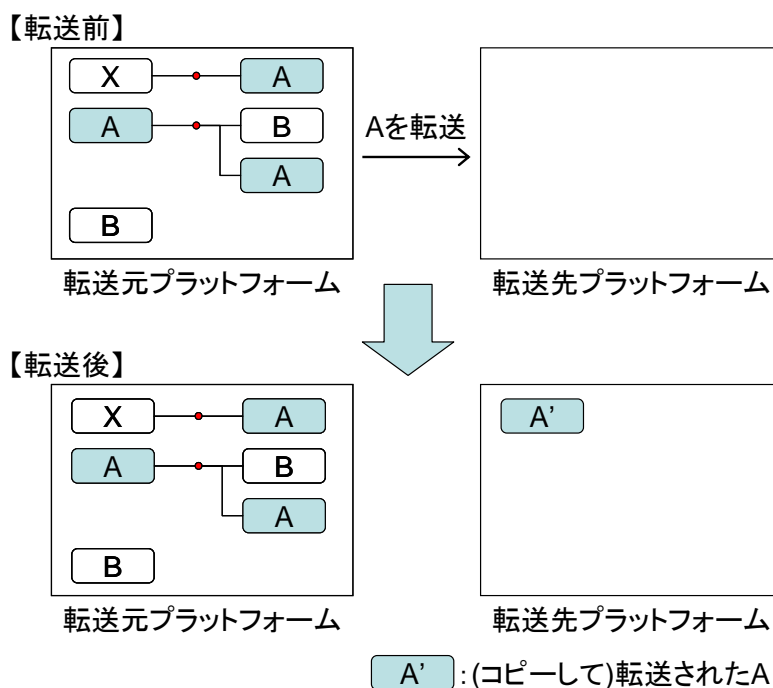 【転送前】
X
A
A
B
Aを転送
A
B
転送元プラットフォーム
転送先プラットフォーム
【転送後】
X
A
A'
A
B
A
B
転送元プラットフォーム
転送先プラットフォーム
A' :(コピーして)転送されたA